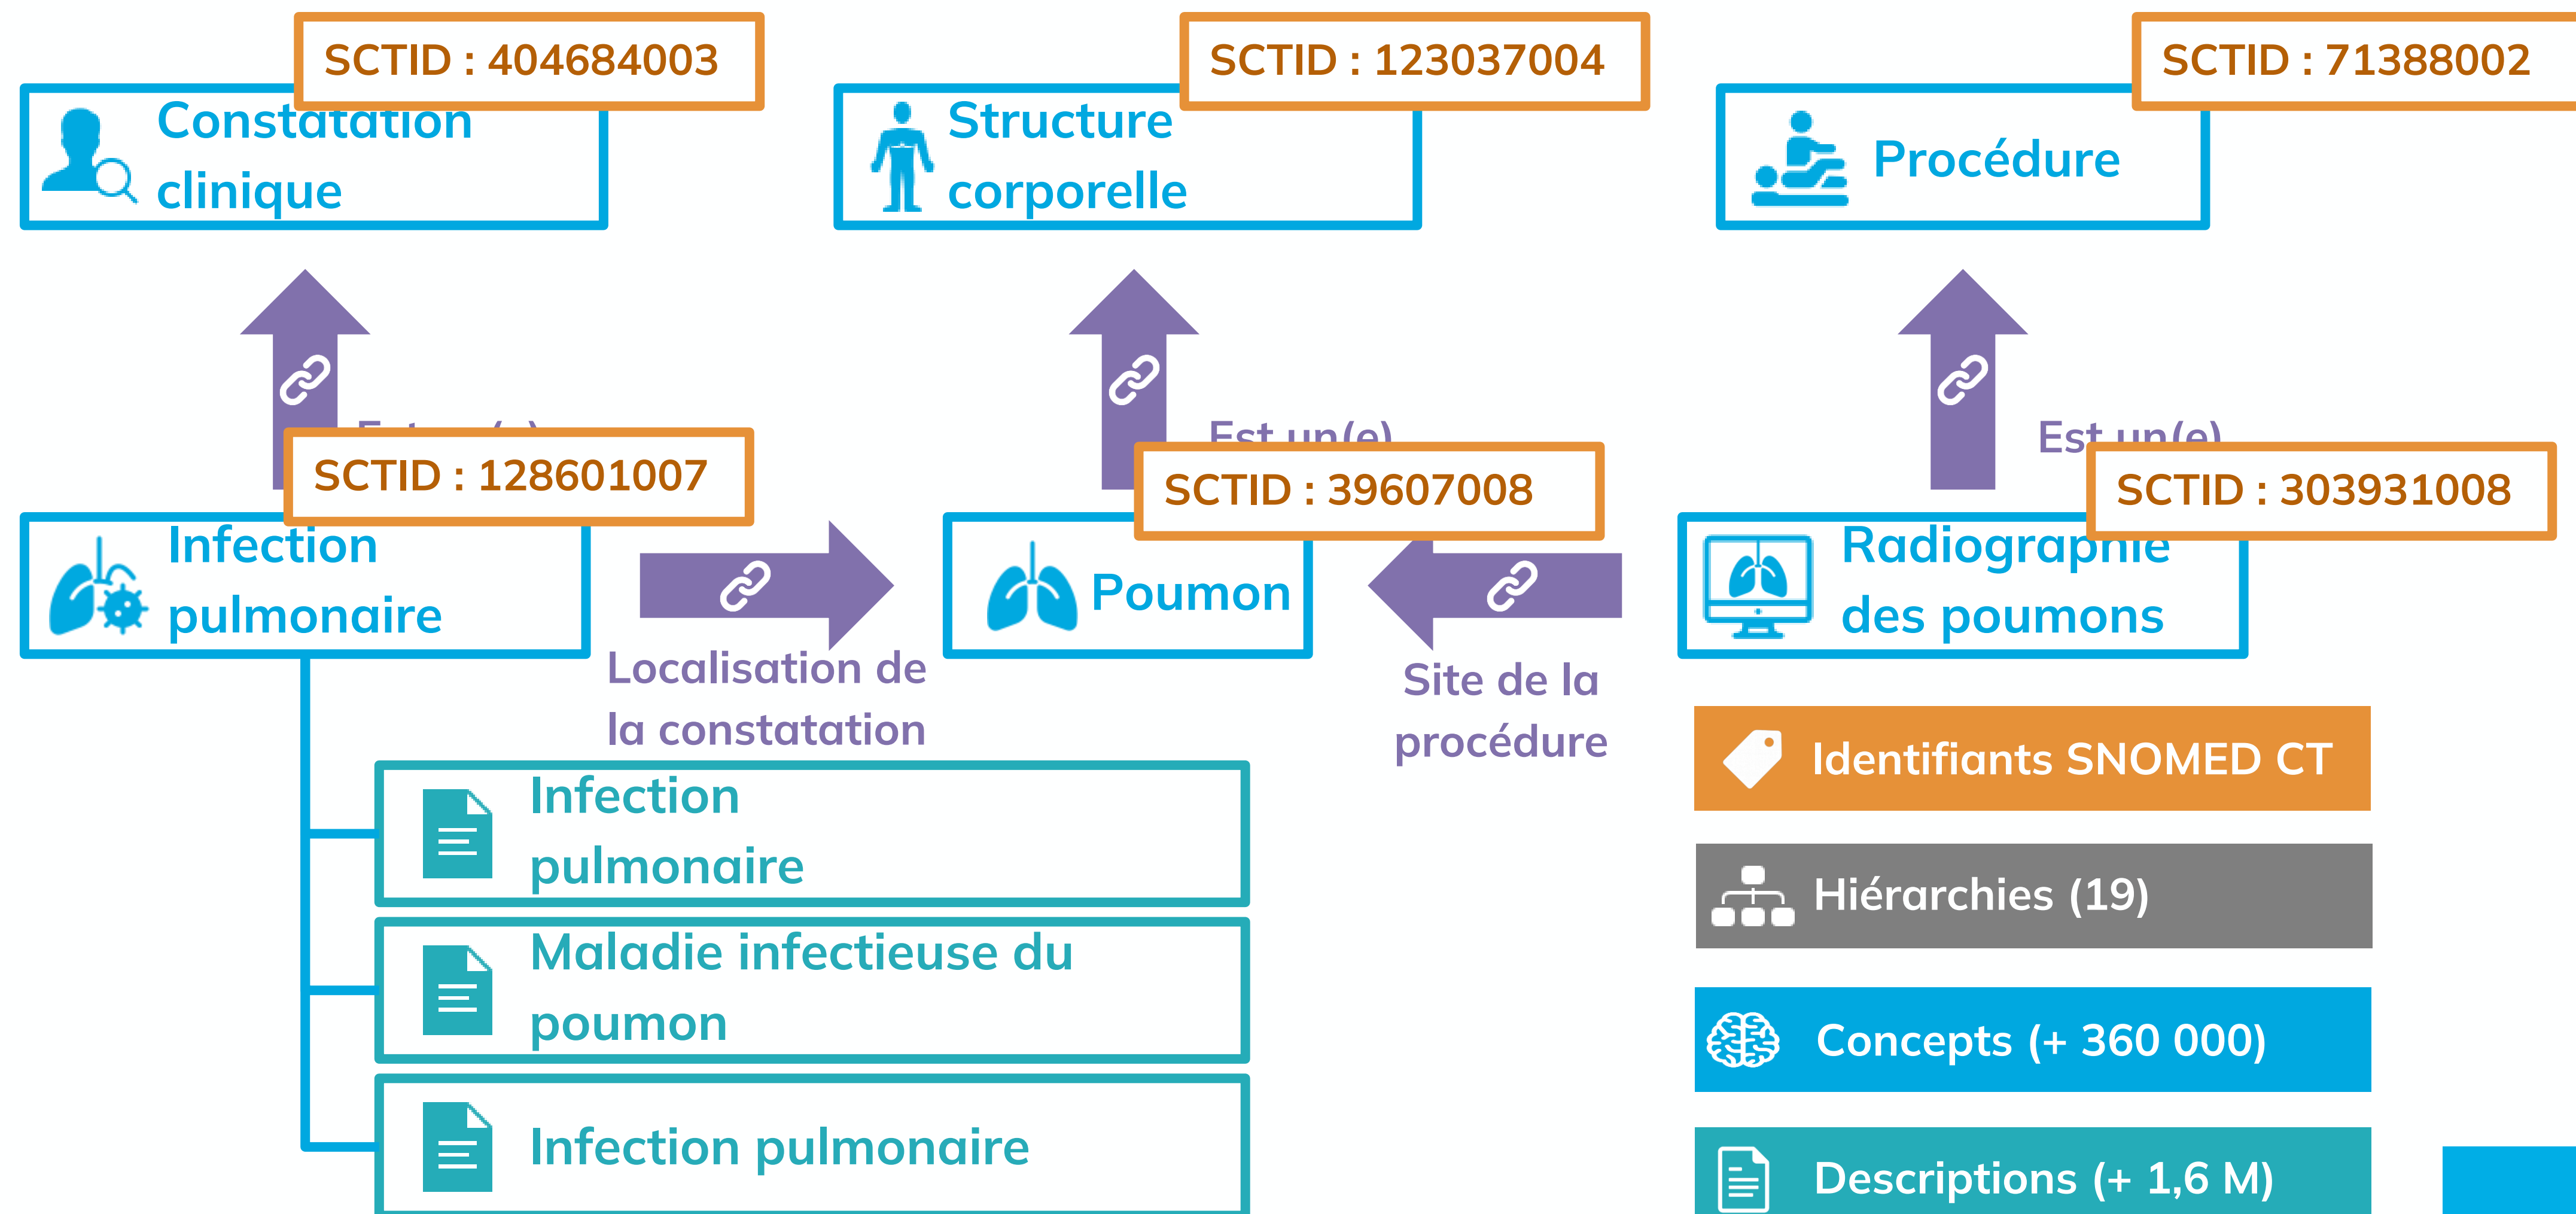 SCTID : 404684003
SCTID : 123037004
SCTID : 71388002
Constatation
clinique
Structure
corporelle
Procédure
Est un(e)
Est un(e)
SCTID : 128601007
SCTID : 39607008
SCTID : 303931008
Infection
pulmonaire
Poumon
Radiographie
des poumons
Localisation de
la constatation
Site de la
procédure
Infection
pulmonaire
Maladie infectieuse du
poumon
Infection pulmonaire
Identifiants SNOMED CT
Hiérarchies (19)
Concepts (+ 360 000)
Descriptions (+ 1,6 M)